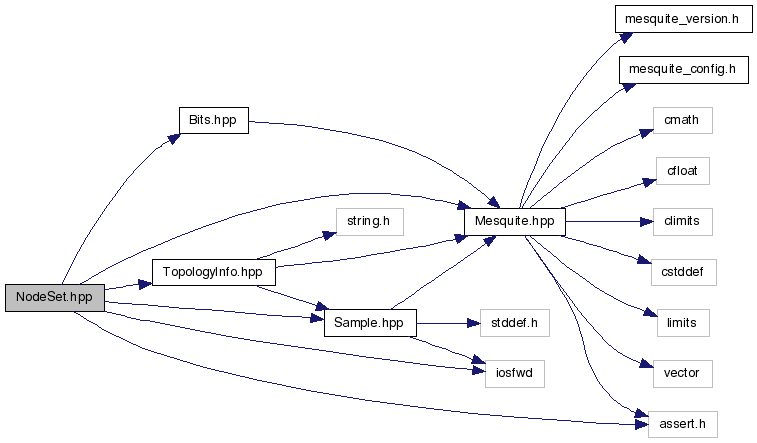 mesquite_version.h
mesquite_config.h
Bits.hpp
cmath
cfloat
string.h
Mesquite.hpp
climits
TopologyInfo.hpp
cstddef
NodeSet.hpp
Sample.hpp
stddef.h
limits
iosfwd
vector
assert.h